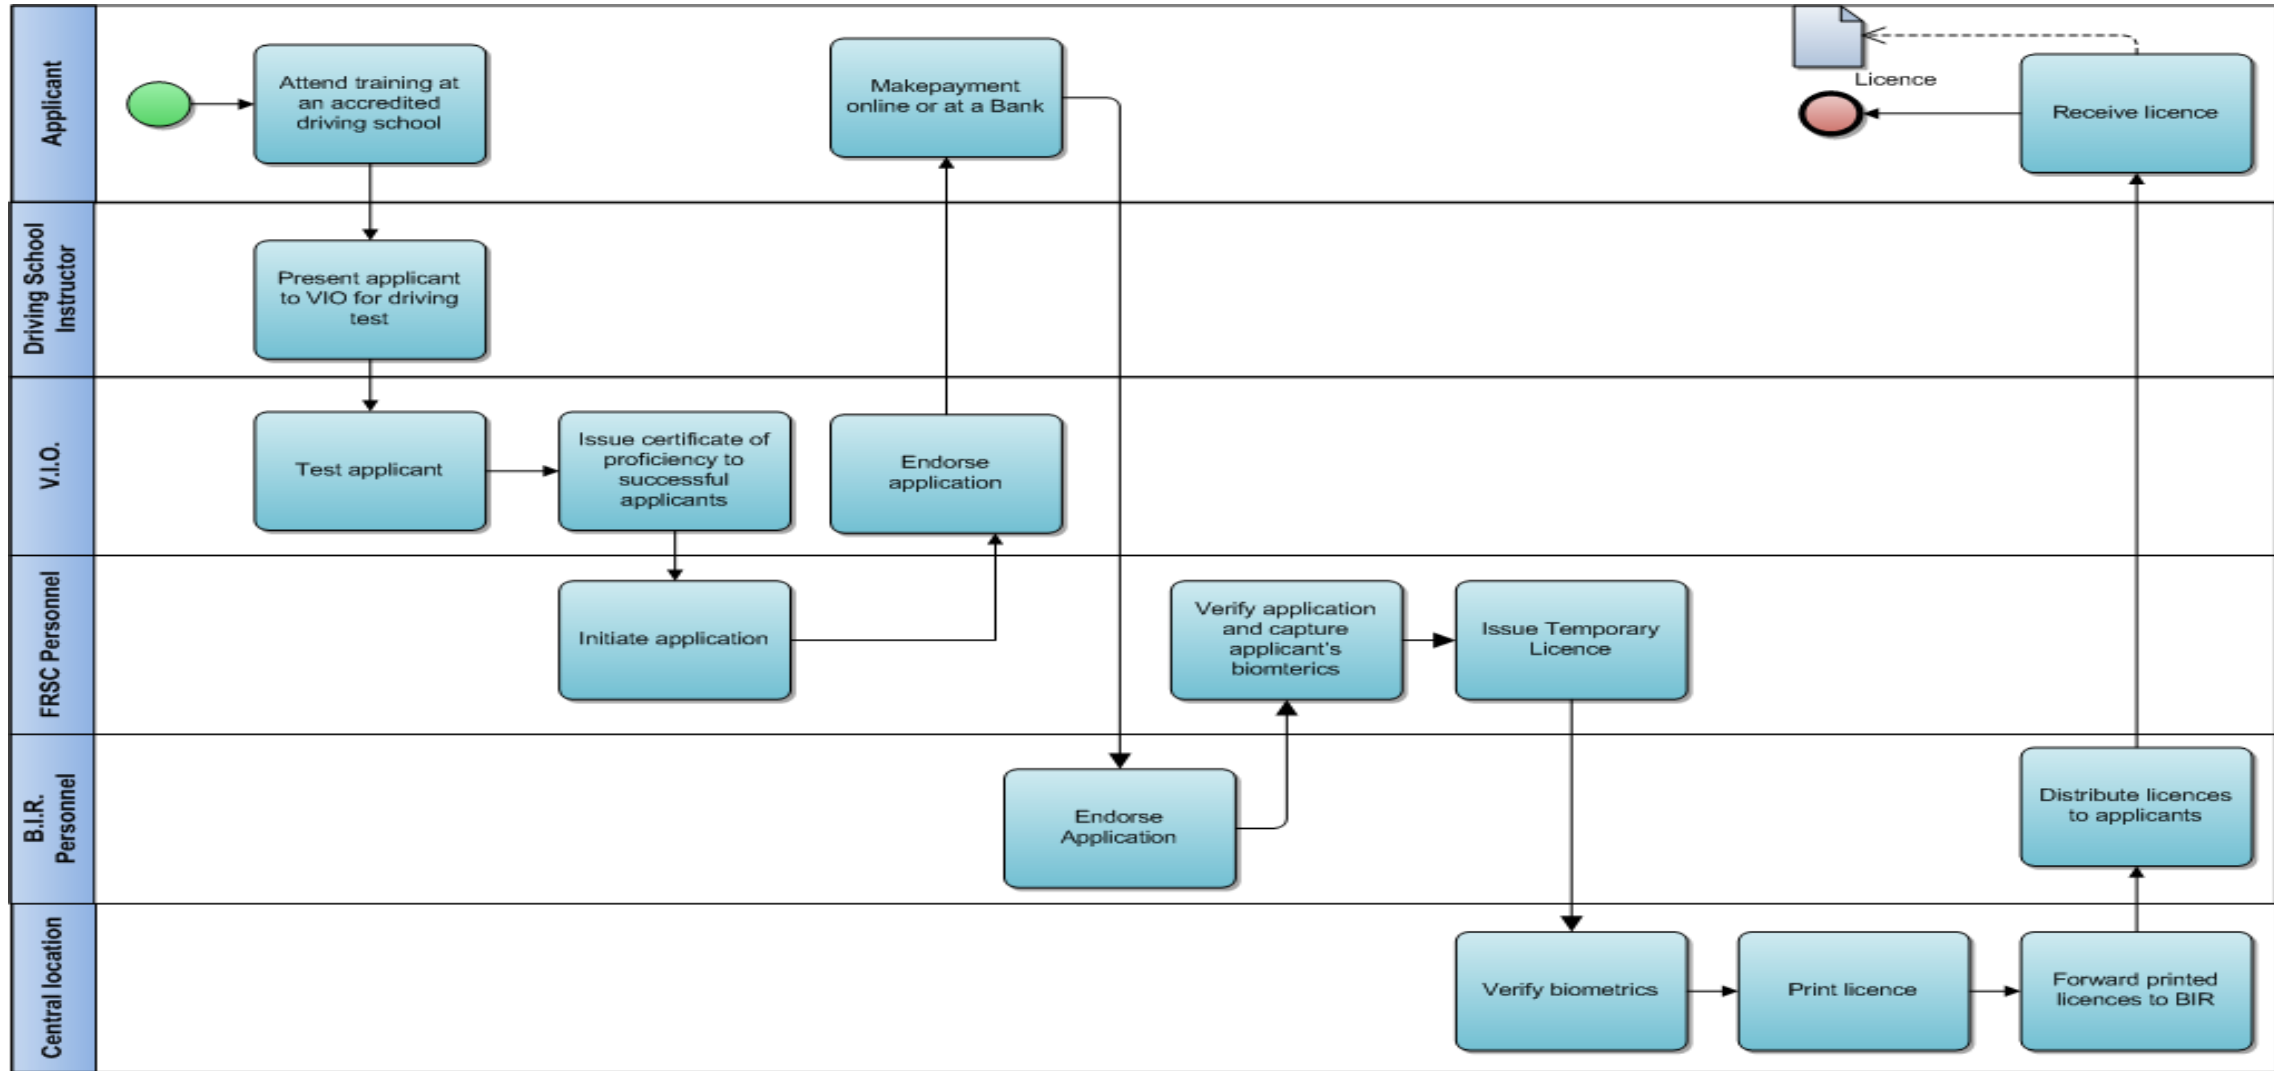 Applicant
Attend training at
an accredited
driving school
Makepayment
online or at a Bank
Licence
Receive licence
Driving School
Instructor
Present applicant
to VIO for driving
test
V.I.O.
Test applicant
Issue certificate of
proficiency to
successful
applicants
Endorse
application
FRSC Personnel
Initiate application
Verify application
and capture
applicant's
biomterics
Issue Temporary
Licence
B.I.R.
Personnel
Endorse
Application
Distribute licences
to applicants
Central location
Verify biometrics
Print licence
Forward printed
licences to BIR